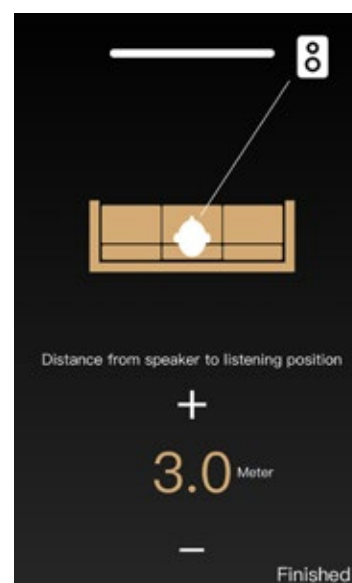 Distance from speaker to listening position
+
3.0 Meter
−
Finished